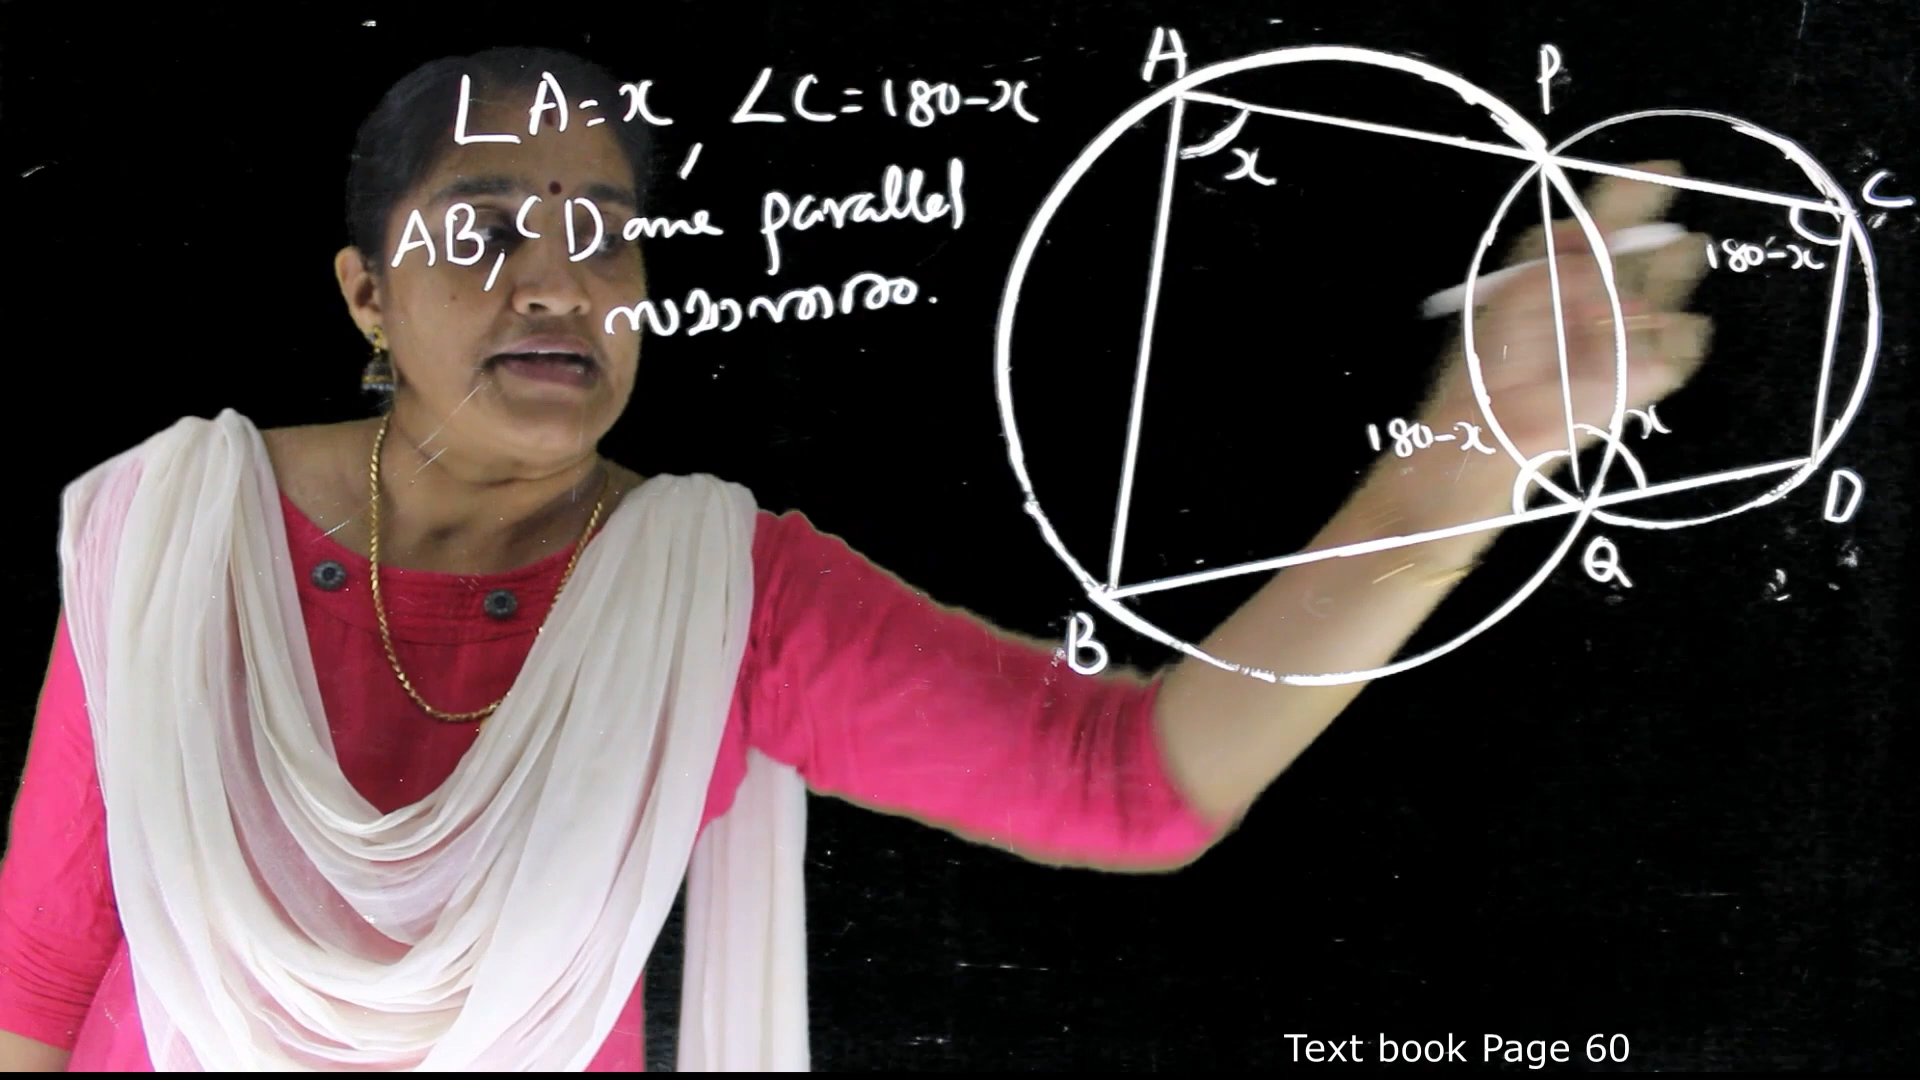 ∠A = x, ∠C = 180-x
AB, CD are parallel
സമാന്തരം.
A
P
C
x
180-x
180-x
x
D
Q
B
Text book Page 60